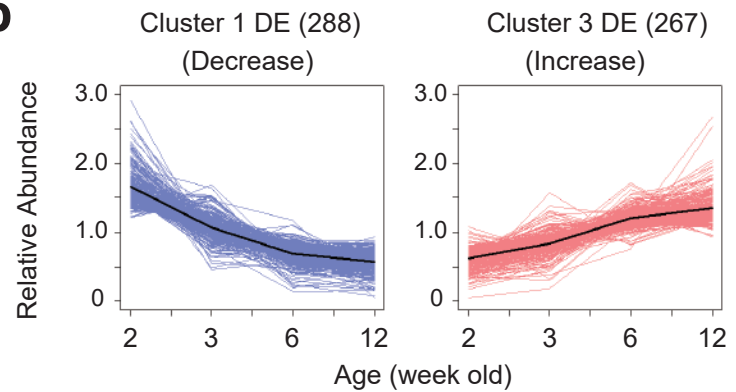 b
Cluster 1 DE (288)
(Decrease)
Cluster 3 DE (267)
(Increase)
Relative Abundance
3.0
2.0
1.0
0
3.0
2.0
1.0
0
2 3 6 12
2 3 6 12
Age (week old)